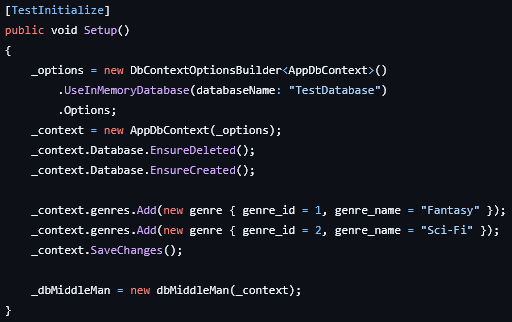 [TestInitialize]
public void Setup()
{
    _options = new DbContextOptionsBuilder<AppDbContext>()
        .UseInMemoryDatabase(databaseName: "TestDatabase")
        .Options;
    _context = new AppDbContext(_options);
    _context.Database.EnsureDeleted();
    _context.Database.EnsureCreated();

    _context.genres.Add(new genre { genre_id = 1, genre_name = "Fantasy" });
    _context.genres.Add(new genre { genre_id = 2, genre_name = "Sci-Fi" });
    _context.SaveChanges();

    _dbMiddleMan = new dbMiddleMan(_context);
}